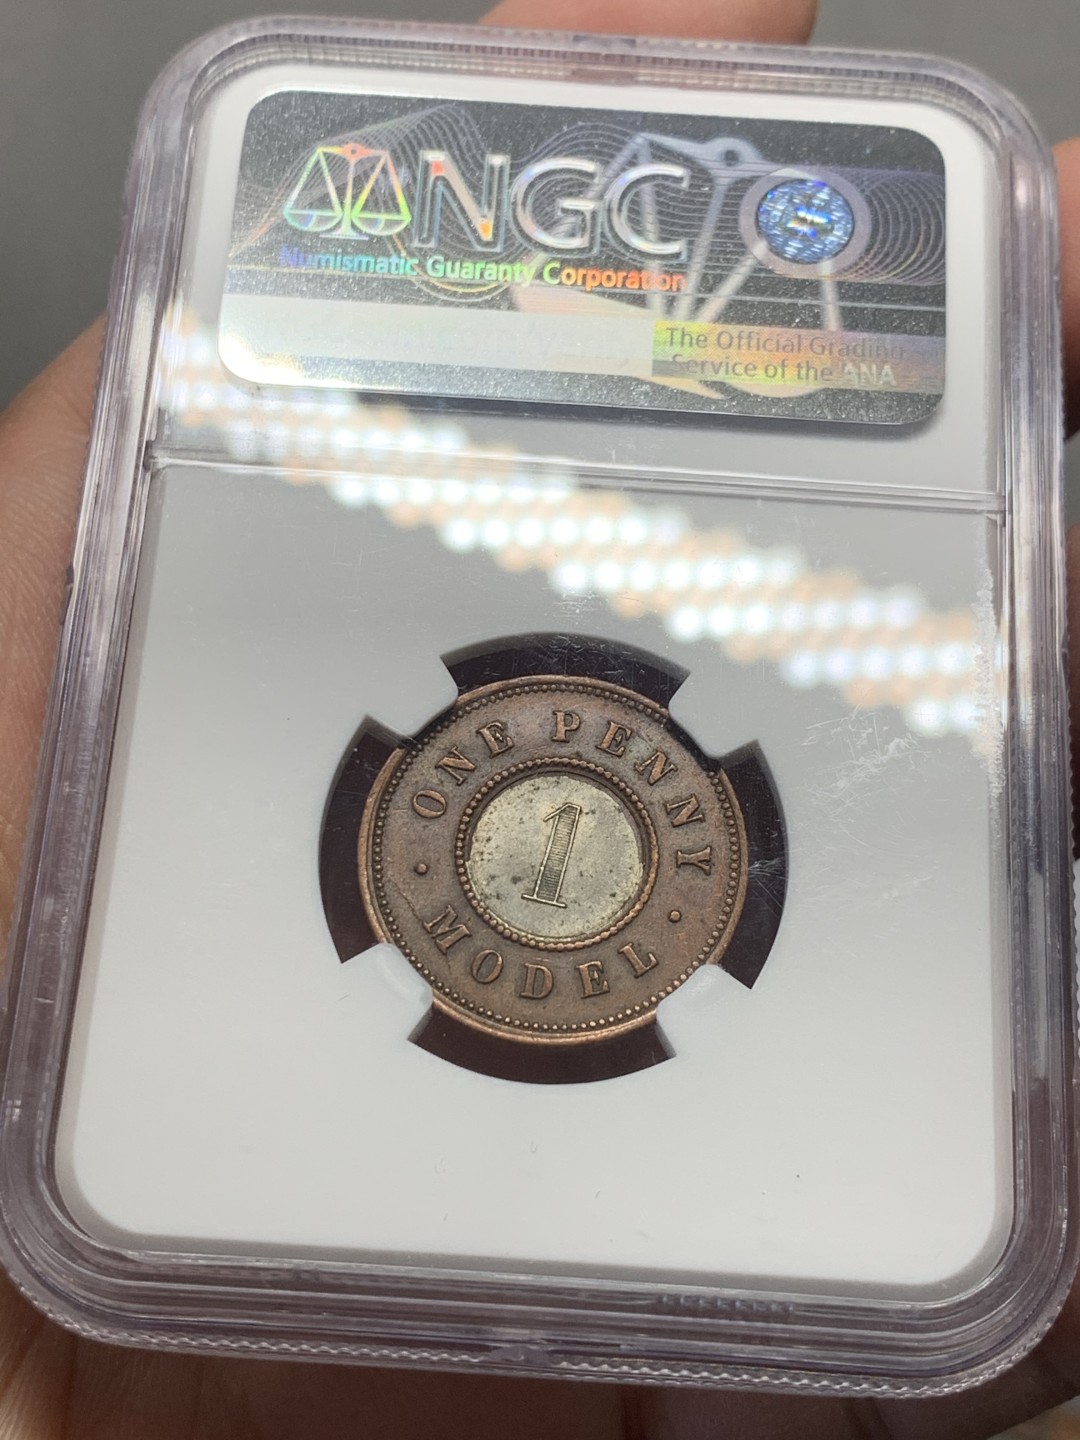 NGC
Numismatic Guaranty Corporation
The Official Grading
Service of the ANA
ONE PENNY
1
MODEL